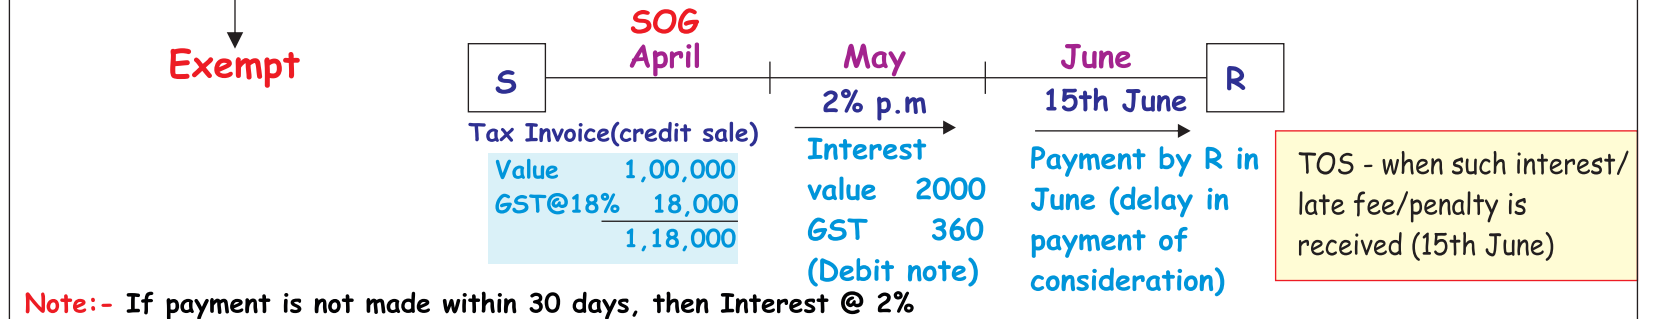 Exempt
SOG
April
May
June
S
R
2% p.m
15th June
Tax Invoice(credit sale)
Value 1,00,000
GST@18% 18,000
1,18,000
Interest
value 2000
GST 360
(Debit note)
Payment by R in
June (delay in
payment of
consideration)
TOS - when such interest/
late fee/penalty is
received (15th June)
Note:- If payment is not made within 30 days, then Interest @ 2%